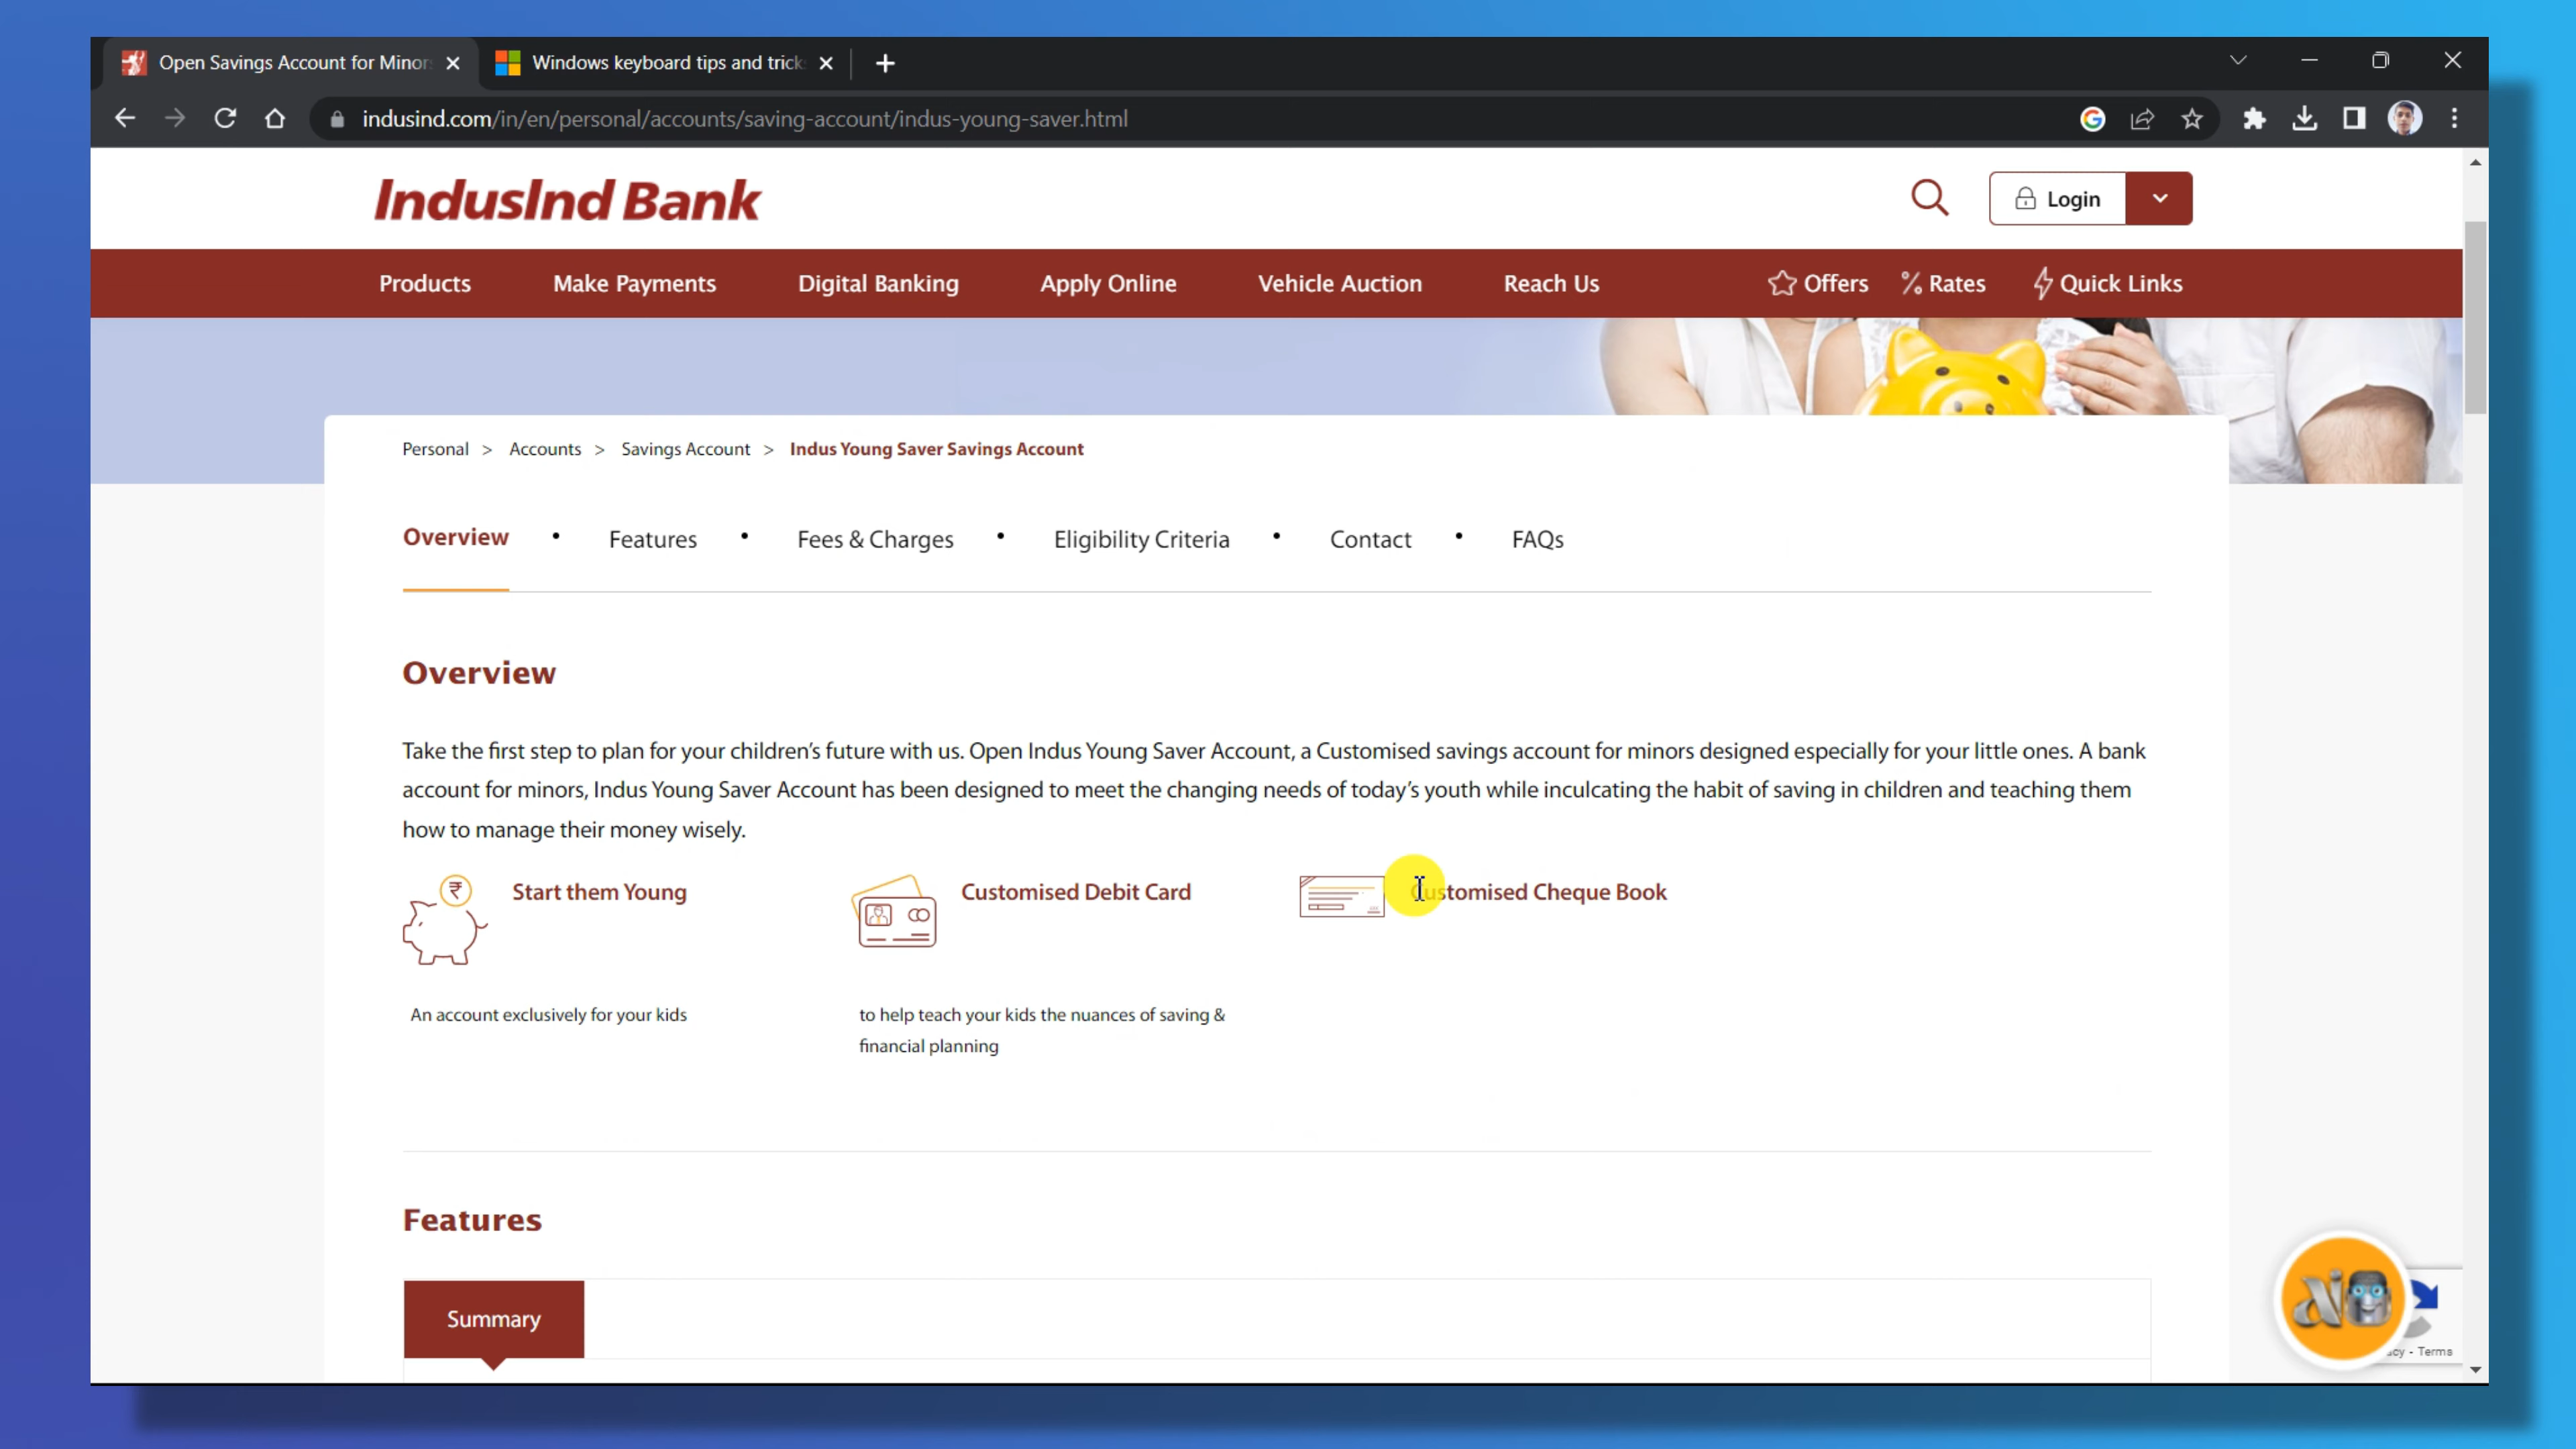 Open Savings Account for Minor
Windows keyboard tips and trick
indusind.com/in/en/personal/accounts/saving-account/indus-young-saver.html
IndusInd Bank
Login
Products
Make Payments
Digital Banking
Apply Online
Vehicle Auction
Reach Us
Offers
Rates
Quick Links
Personal > Accounts > Savings Account > Indus Young Saver Savings Account
Overview • Features • Fees & Charges • Eligibility Criteria • Contact • FAQs
Overview
Take the first step to plan for your children's future with us. Open Indus Young Saver Account, a Customised savings account for minors designed especially for your little ones. A bank
account for minors, Indus Young Saver Account has been designed to meet the changing needs of today's youth while inculcating the habit of saving in children and teaching them
how to manage their money wisely.
Start them Young
An account exclusively for your kids
Customised Debit Card
to help teach your kids the nuances of saving &
financial planning
Customised Cheque Book
Features
Summary
- Terms